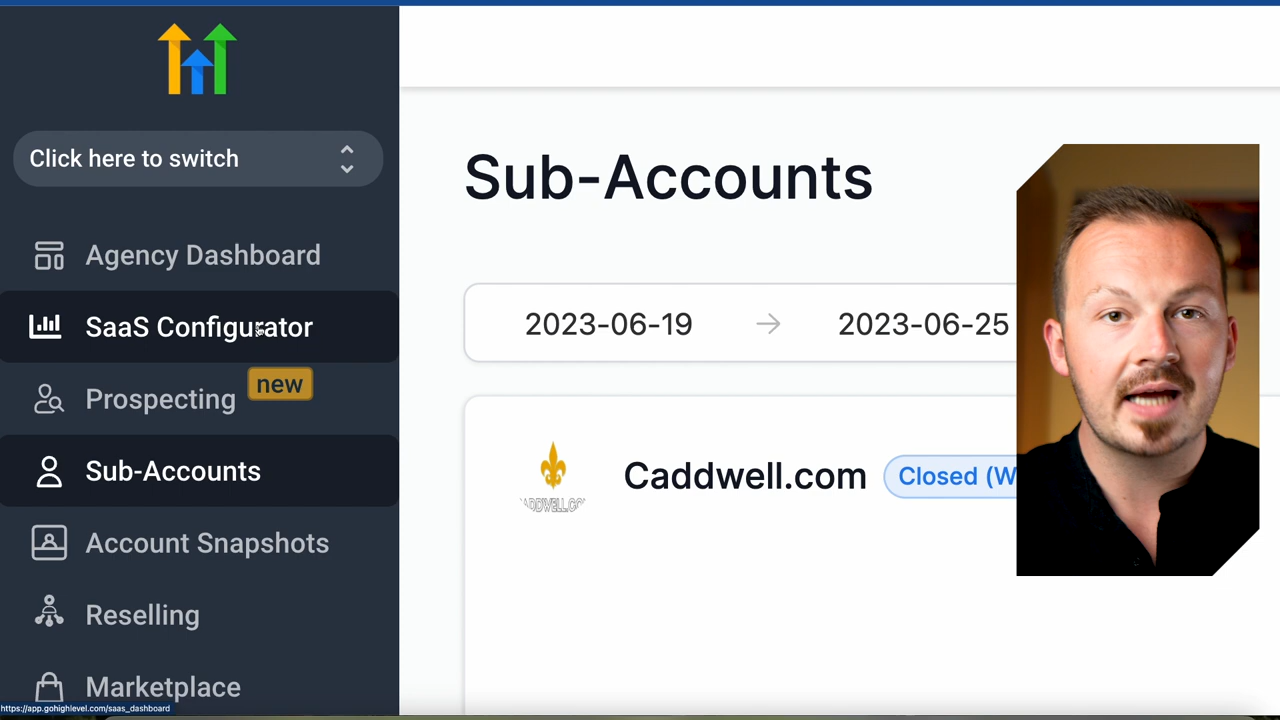 Click here to switch
Agency Dashboard
SaaS Configurator
Prospecting
new
Sub-Accounts
Account Snapshots
Reselling
Marketplace
https://app.gohighlevel.com/saas_dashboard
Sub-Accounts
2023-06-19 → 2023-06-25
Caddwell.com
Closed (W